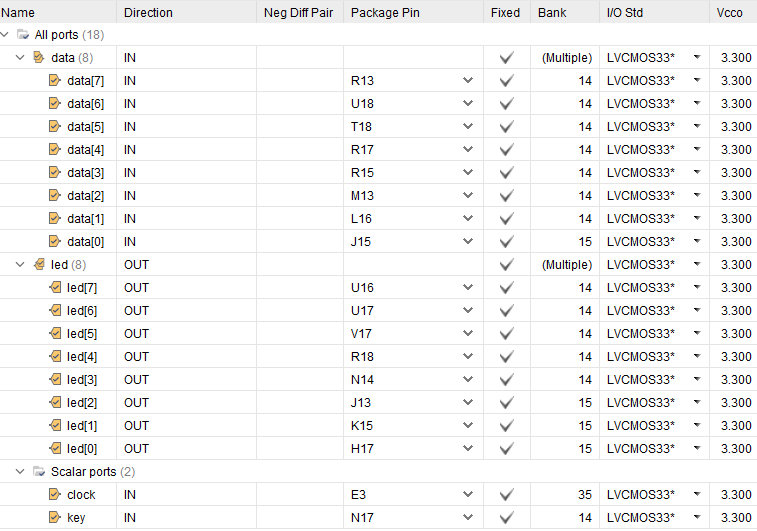 Name Direction Neg Diff Pair Package Pin Fixed Bank I/O Std Vcco
All ports (18)
data (8) IN (Multiple) LVCMOS33* 3.300
data[7] IN R13 14 LVCMOS33* 3.300
data[6] IN U18 14 LVCMOS33* 3.300
data[5] IN T18 14 LVCMOS33* 3.300
data[4] IN R17 14 LVCMOS33* 3.300
data[3] IN R15 14 LVCMOS33* 3.300
data[2] IN M13 14 LVCMOS33* 3.300
data[1] IN L16 14 LVCMOS33* 3.300
data[0] IN J15 15 LVCMOS33* 3.300
led (8) OUT (Multiple) LVCMOS33* 3.300
led[7] OUT U16 14 LVCMOS33* 3.300
led[6] OUT U17 14 LVCMOS33* 3.300
led[5] OUT V17 14 LVCMOS33* 3.300
led[4] OUT R18 14 LVCMOS33* 3.300
led[3] OUT N14 14 LVCMOS33* 3.300
led[2] OUT J13 15 LVCMOS33* 3.300
led[1] OUT K15 15 LVCMOS33* 3.300
led[0] OUT H17 15 LVCMOS33* 3.300
Scalar ports (2)
clock IN E3 35 LVCMOS33* 3.300
key IN N17 14 LVCMOS33* 3.300